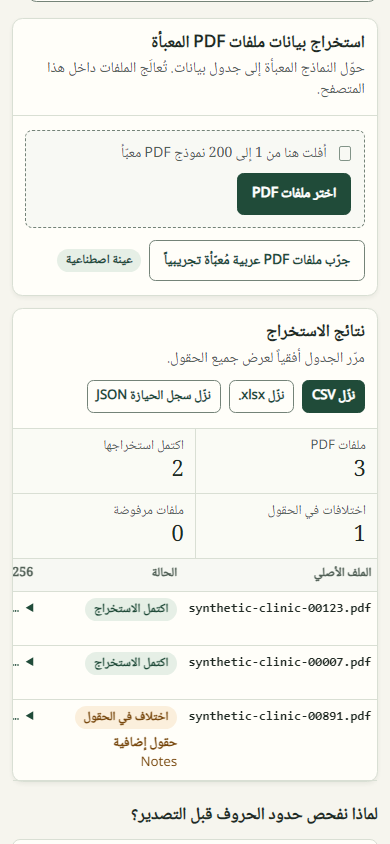 استخراج بيانات ملفات PDF المعبأة
حوّل النماذج المعبأة إلى جدول بيانات. تُعالَج الملفات داخل هذا
المتصفح.
أفلت هنا من 1 إلى 200 نموذج PDF معبّأ
اختر ملفات PDF
جرّب ملفات PDF عربية مُعبّأة تجريبياً
عينة اصطناعية
نتائج الاستخراج
مرّر الجدول أفقياً لعرض جميع الحقول.
نزّل CSV
نزّل xlsx.
نزّل سجل الحيازة JSON
ملفات PDF
3
اكتمل استخراجها
2
اختلافات في الحقول
1
ملفات مرفوضة
0
الملف الأصلي الحالة 256
synthetic-clinic-00123.pdf اكتمل الاستخراج ◀ …
synthetic-clinic-00007.pdf اكتمل الاستخراج ◀ …
synthetic-clinic-00891.pdf اختلاف في الحقول ◀ …
حقول إضافية
Notes
لماذا نفحص حدود الحروف قبل التصدير؟